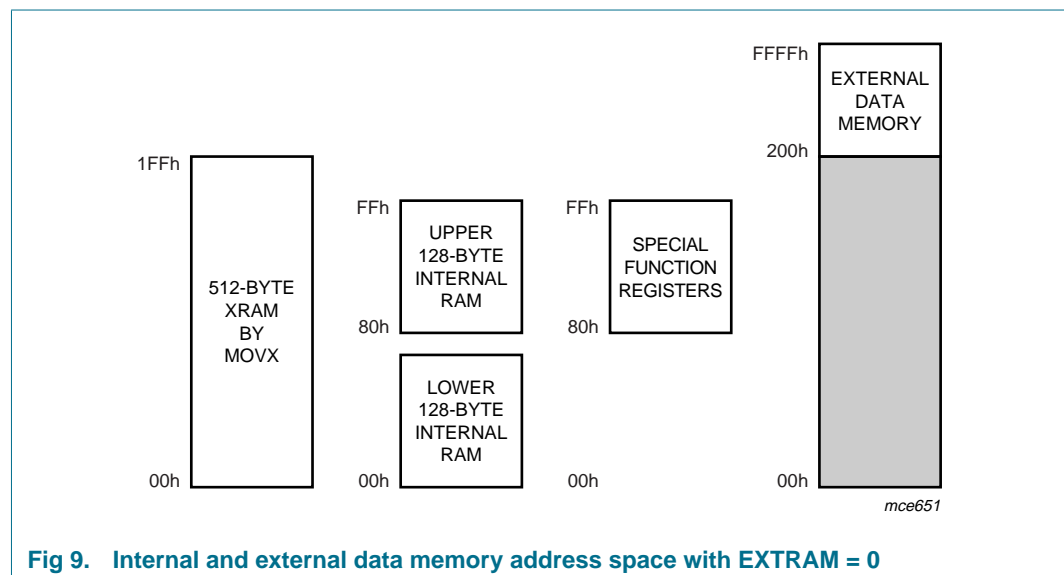 FFFFh
EXTERNAL
DATA
MEMORY
200h
1FFh
512-BYTE
XRAM
BY
MOVX
00h
FFh
UPPER
128-BYTE
INTERNAL
RAM
80h
LOWER
128-BYTE
INTERNAL
RAM
00h
FFh
SPECIAL
FUNCTION
REGISTERS
80h
00h
00h
mce651
Fig 9. Internal and external data memory address space with EXTRAM = 0